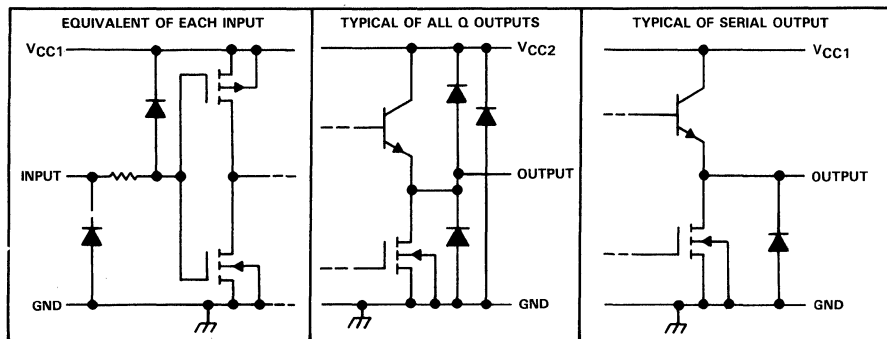 EQUIVALENT OF EACH INPUT
VCC1
INPUT
GND
TYPICAL OF ALL Q OUTPUTS
VCC2
OUTPUT
GND
TYPICAL OF SERIAL OUTPUT
VCC1
OUTPUT
GND